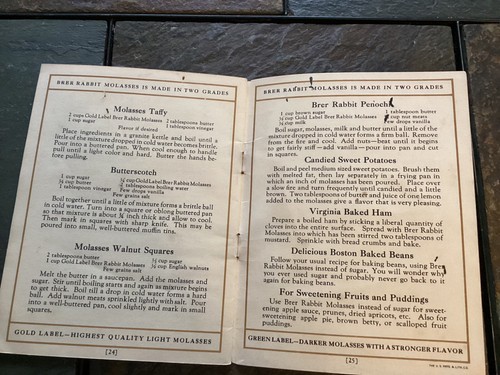 BRER RABBIT MOLASSES IS MADE IN TWO GRADES
Molasses Taffy
2 cups Gold Label Brer Rabbit Molasses
1 cup sugar
2 tablespoons butter
1 tablespoon vinegar
Flavor if desired
Place ingredients in a granite kettle and boil until a
little of the mixture dropped in cold water becomes brittle.
Pour into a buttered pan. When cool enough to handle
pull until a light color and hard. Butter the hands be-
fore pulling.
Butterscotch
1 cup sugar
½ cup butter
1 tablespoon vinegar
Gold Label Brer Rabbit Molasses
tablespoons boiling water
Few drops vanilla
Few grains salt
Boil together until a little of mixture forms a brittle ball
in cold water. Turn into a square or oblong buttered pan
so that mixture is about ¼ inch thick and allow to cool.
Then mark in squares with sharp knife. This may be
poured into small, well-buttered muffin tins.
Molasses Walnut Squares
2 tablespoons butter
1 cup Gold Label Brer Rabbit Molasses
cup sugar
cup English walnuts
Few grains salt
Melt the butter in a saucepan. Add the molasses and
sugar. Stir until boiling starts and again as mixture begins
to get thick. Boil till a drop in cold water forms a hard
ball. Add walnut meats sprinkled lightly with salt. Pour
into a well-buttered pan, cool slightly and mark in small
squares.
GOLD LABEL—HIGHEST QUALITY LIGHT MOLASSES
[24]
BRER RABBIT MOLASSES IS MADE IN TWO GRADES
Brer Rabbit Penoche
1 cup brown sugar
cup Gold Label Brer Rabbit Molasses
cup milk
1 tablespoon butter
cup nut meats
Few drops vanilla
Boil sugar, molasses, milk and butter until a little of the
mixture dropped in cold water forms a firm ball. Remove
from the fire and cool. Add nuts—beat until it begins
to get fairly stiff—add vanilla—pour into pan and cut
in squares.
Candied Sweet Potatoes
Boil and peel medium sized sweet potatoes. Brush them
with melted fat, then lay separately in a frying pan in
which an inch of molasses has been poured. Place over
a slow fire and turn frequently until candied and a little
brown. Two tablespoons of butter and juice of one lemon
added to the molasses give a flavor that is very pleasing.
Virginia Baked Ham
Prepare a boiled ham by sticking a liberal quantity of
cloves into the entire surface. Spread with Brer Rabbit
Molasses into which has been stirred two tablespoons of
mustard. Sprinkle with bread crumbs and bake.
Delicious Boston Baked Beans
Follow your usual recipe for baking beans, using Brer
Rabbit Molasses instead of sugar. You will wonder why
you ever used sugar and probably never go back to it
again for baking beans.
For Sweetening Fruits and Puddings
Use Brer Rabbit Molasses instead of sugar for sweet-
ening apple sauce, prunes, dried apricots, etc. Also for
sweetening apple pie, brown betty, or scalloped fruit
puddings.
GREEN LABEL—DARKER MOLASSES WITH A STRONGER FLAVOR
[25]